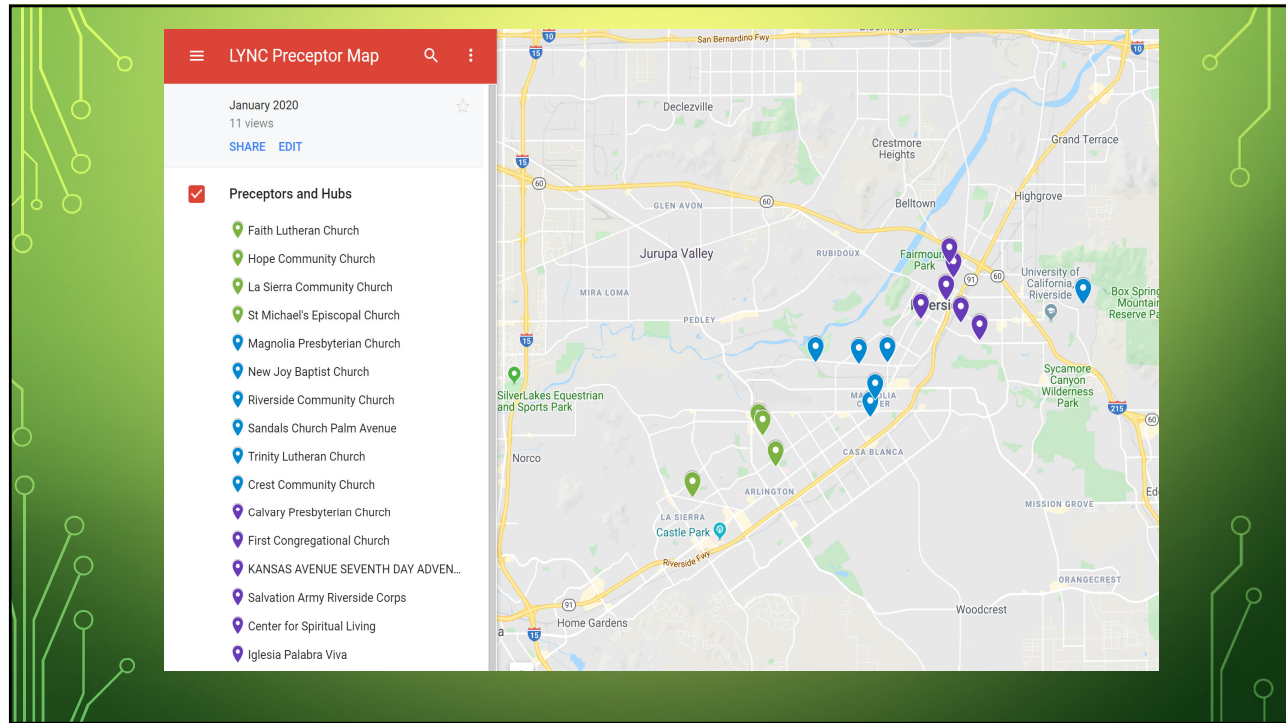 LYNC Preceptor Map
January 2020
11 views
SHARE EDIT
Preceptors and Hubs
Faith Lutheran Church
Hope Community Church
La Sierra Community Church
St Michael's Episcopal Church
Magnolia Presbyterian Church
New Joy Baptist Church
Riverside Community Church
Sandals Church Palm Avenue
Trinity Lutheran Church
Crest Community Church
Calvary Presbyterian Church
First Congregational Church
KANSAS AVENUE SEVENTH DAY ADVEN...
Salvation Army Riverside Corps
Center for Spiritual Living
Iglesia Palabra Viva
10
San Bernardino Fwy
15
10
Declezville
Crestmore
Heights
Grand Terrace
15
60
GLEN AVON
60
Belltown
Highgrove
Jurupa Valley
RUBIDOUX
Fairmount
Park
91
60
University of
California,
Riverside
Box Spring
Mountain
Reserve Pa
MIRA LOMA
PEDLEY
15
SilverLakes Equestrian
and Sports Park
Sycamore
Canyon
Wilderness
Park
215
60
Norco
CASA BLANCA
ARLINGTON
MISSION GROVE
Ed
LA SIERRA
Castle Park
Riverside Fwy
ORANGECREST
91
Home Gardens
Woodcrest
a
15